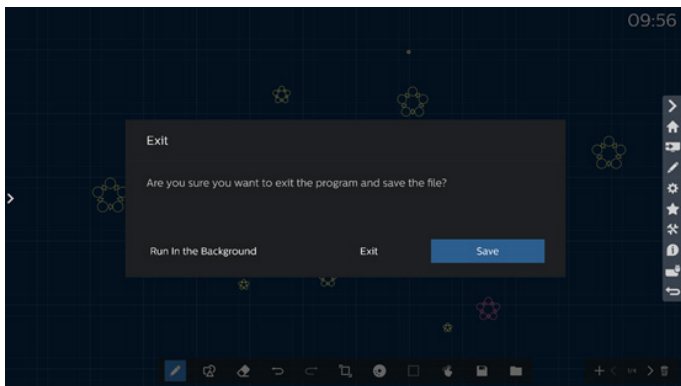 09:56
Exit
Are you sure you want to exit the program and save the file?
Run In the Background
Exit
Save